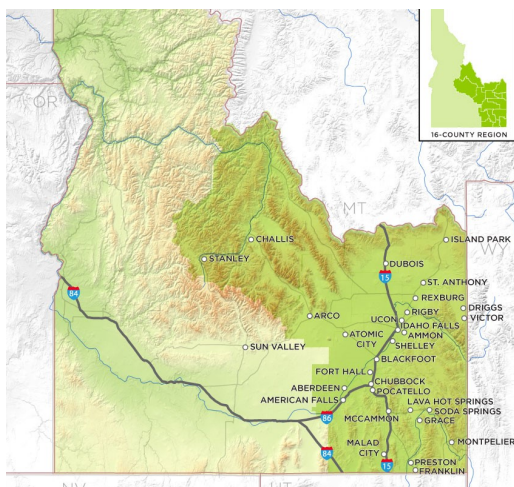 OR
MT
WY
16-COUNTY REGION
ISLAND PARK
CHALLIS
STANLEY
DUBOIS
15
84
ST. ANTHONY
REXBURG
DRIGGS
VICTOR
RIGBY
UCON
ARCO
IDAHO FALLS
ATOMIC
CITY
AMMON
SHELLEY
SUN VALLEY
BLACKFOOT
FORT HALL
CHUBBOCK
POCATELLO
ABERDEEN
AMERICAN FALLS
LAVA HOT SPRINGS
SODA SPRINGS
86
MCCAMMON
GRACE
MALAD
CITY
MONTPELIER
84
15
PRESTON
FRANKLIN